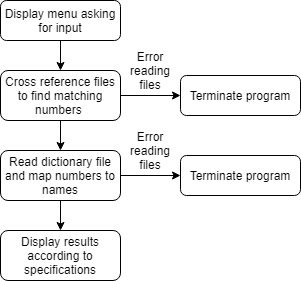 Display menu asking
for input
Error
reading
files
Cross reference files
to find matching
numbers
Terminate program
Error
reading
files
Read dictionary file
and map numbers to
names
Terminate program
Display results
according to
specifications